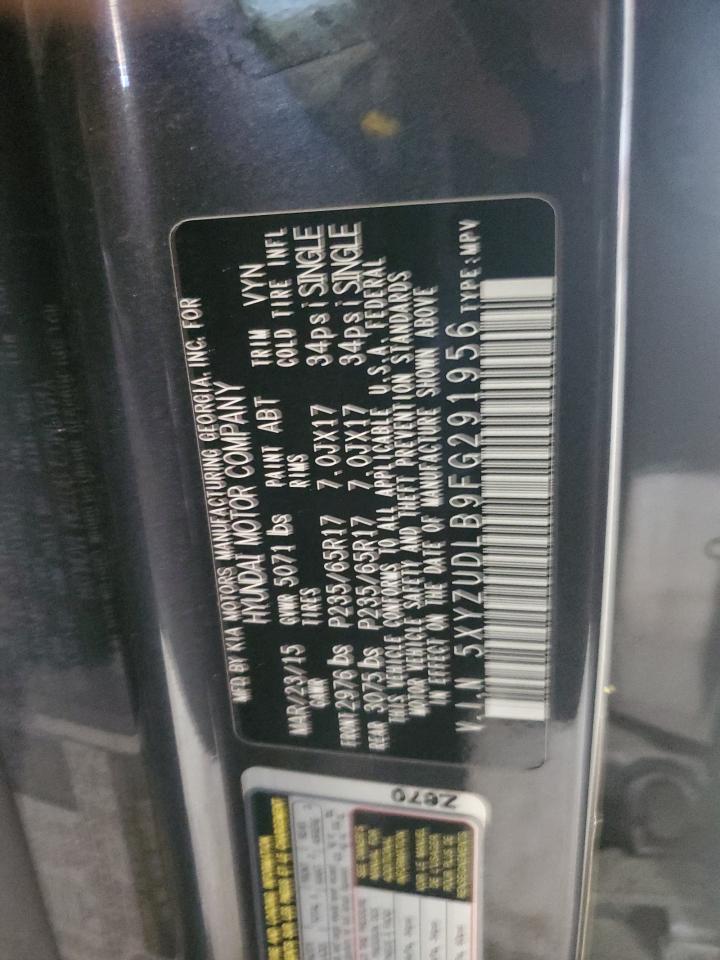 MFD BY KIA MOTORS MANUFACTURING GEORGIA, INC. FOR
HYUNDAI MOTOR COMPANY
MAR/23/15 GVWR 5071 lbs PAINT ABT TRIM VYN
GAWR TIRES RIMS COLD TIRE INFL
FRONT 2976 lbs P235/65R17 7.0JX17 34psi SINGLE
REAR 3075 lbs P235/65R17 7.0JX17 34psi SINGLE
THIS VEHICLE CONFORMS TO ALL APPLICABLE U.S.A. FEDERAL
MOTOR VEHICLE SAFETY AND THEFT PREVENTION STANDARDS
IN EFFECT ON THE DATE OF MANUFACTURE SHOWN ABOVE
V.I.N 5XYZUDLB9FG291956 TYPE:MPV
Z670